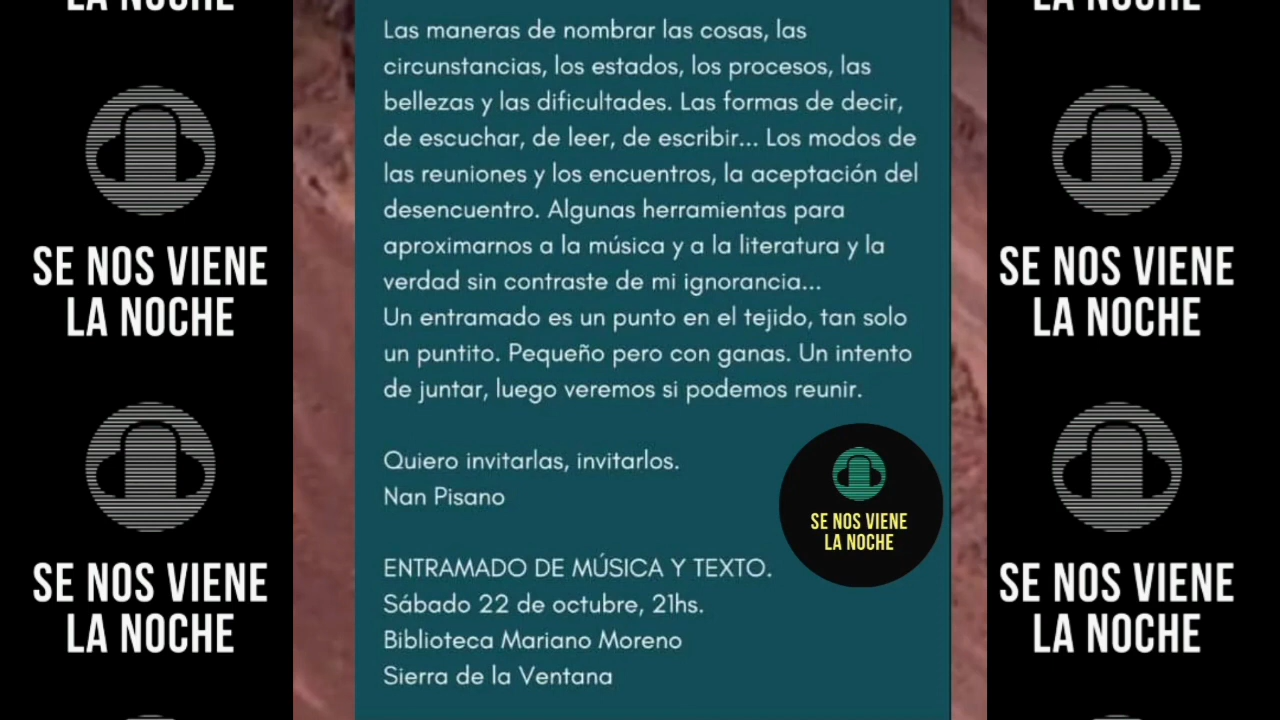 LA NOCHE
SE NOS VIENE
LA NOCHE
SE NOS VIENE
LA NOCHE
Las maneras de nombrar las cosas, las
circunstancias, los estados, los procesos, las
bellezas y las dificultades. Las formas de decir,
de escuchar, de leer, de escribir... Los modos de
las reuniones y los encuentros, la aceptación del
desencuentro. Algunas herramientas para
aproximarnos a la música y a la literatura y la
verdad sin contraste de mi ignorancia...
Un entramado es un punto en el tejido, tan solo
un puntito. Pequeño pero con ganas. Un intento
de juntar, luego veremos si podemos reunir.
Quiero invitarlas, invitarlos.
Nan Pisano
SE NOS VIENE
LA NOCHE
ENTRAMADO DE MÚSICA Y TEXTO.
Sábado 22 de octubre, 21hs.
Biblioteca Mariano Moreno
Sierra de la Ventana
LA NOCHE
SE NOS VIENE
LA NOCHE
SE NOS VIENE
LA NOCHE